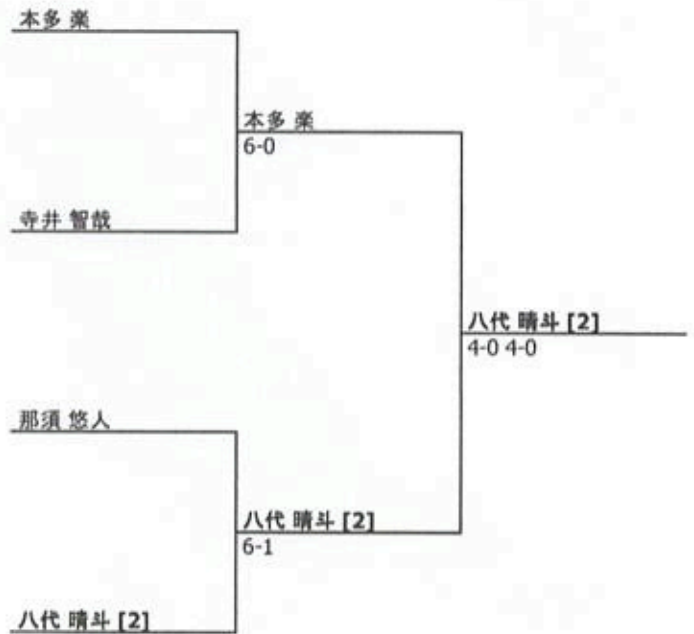 本多 楽
本多 楽
6-0
寺井 智哉
八代 晴斗 [2]
4-0 4-0
那須 悠人
八代 晴斗 [2]
6-1
八代 晴斗 [2]